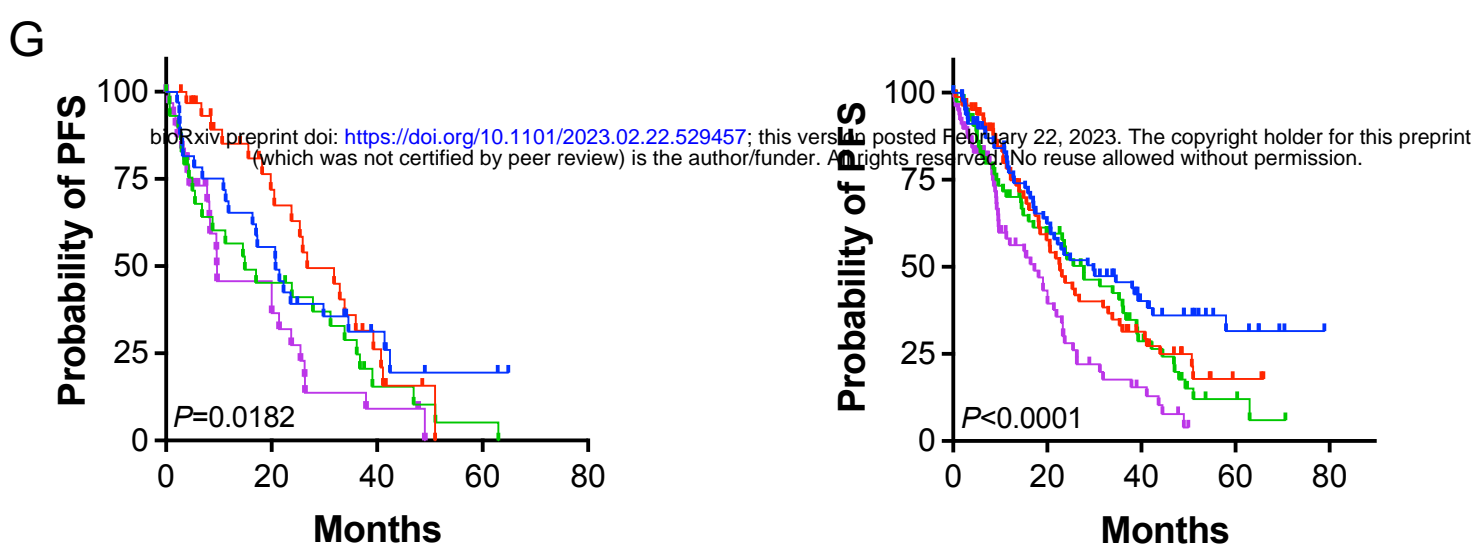 G
Probability of PFS
100
75
50
25
0
P=0.0182
0 20 40 60 80
Months
Probability of PFS
100
75
50
25
0
P<0.0001
0 20 40 60 80
Months
bioRxiv preprint doi: https://doi.org/10.1101/2023.02.22.529457; this version posted February 22, 2023. The copyright holder for this preprint
(which was not certified by peer review) is the author/funder. All rights reserved. No reuse allowed without permission.